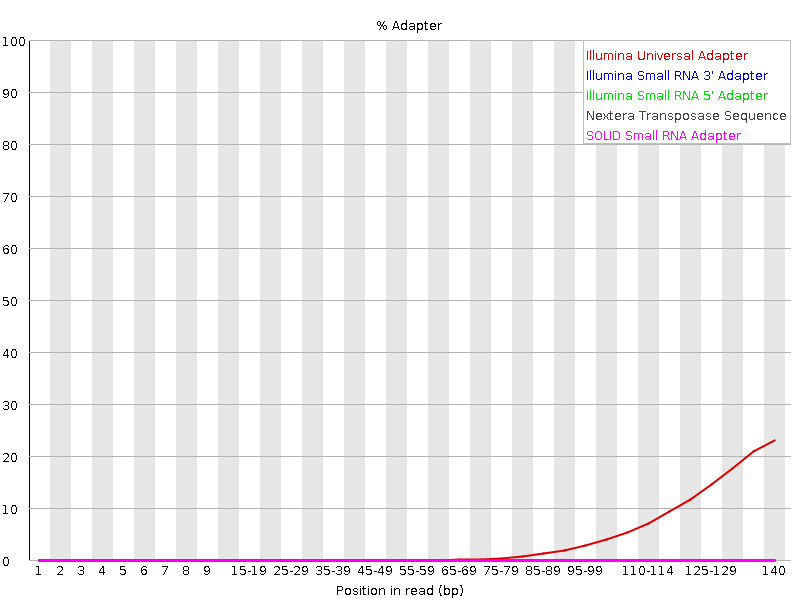 % Adapter
100
90
80
70
60
50
40
30
20
10
0
Illumina Universal Adapter
Illumina Small RNA 3' Adapter
Illumina Small RNA 5' Adapter
Nextera Transposase Sequence
SOLID Small RNA Adapter
1 2 3 4 5 6 7 8 9 15-19 25-29 35-39 45-49 55-59 65-69 75-79 85-89 95-99 110-114 125-129 140
Position in read (bp)